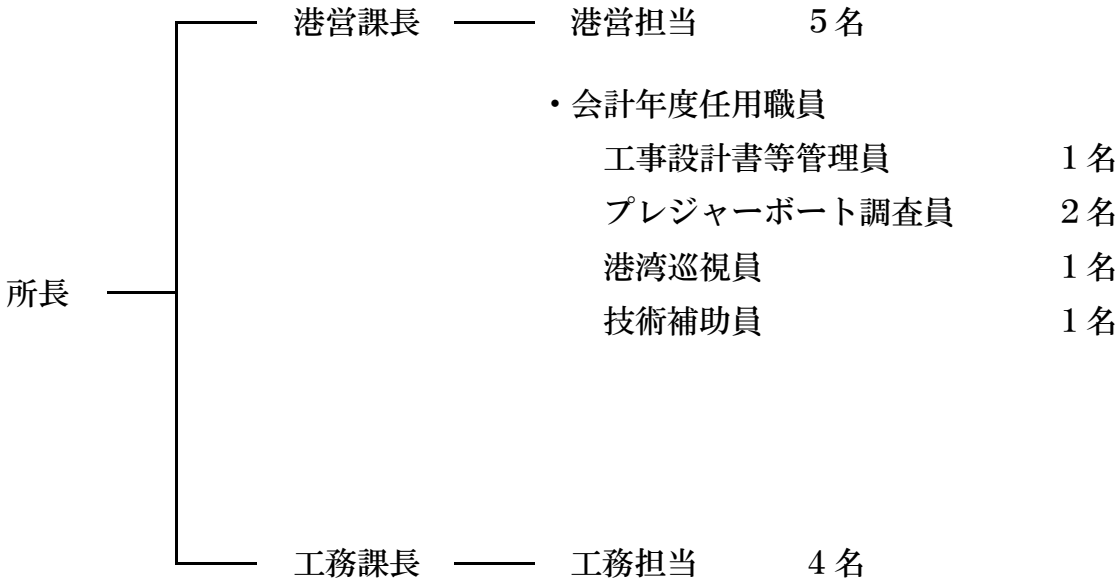 港営課長 港営担当 5名
・会計年度任用職員
工事設計書等管理員 1名
プレジャーボート調査員 2名
港湾巡視員 1名
所長
技術補助員 1名
工務課長 工務担当 4名